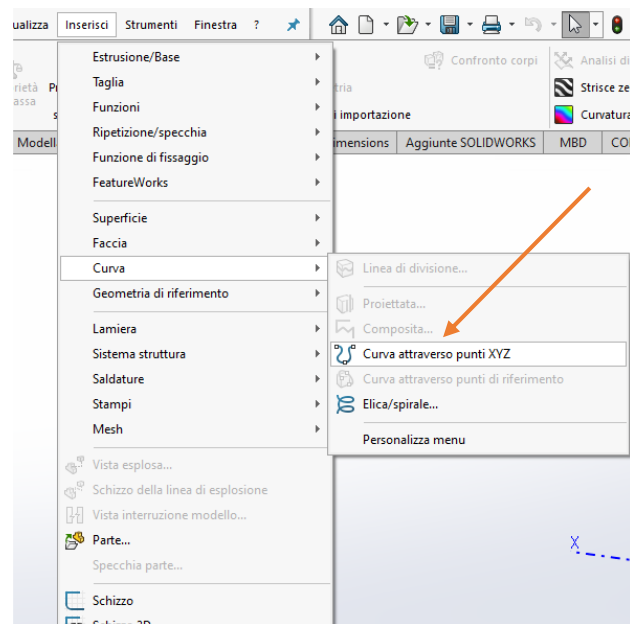 ualizza Inserisci Strumenti Finestra ?
Estrusione/Base
Taglia
Funzioni
Ripetizione/specchia
Funzione di fissaggio
FeatureWorks
Superficie
Faccia
Curva
Geometria di riferimento
Lamiera
Sistema struttura
Saldature
Stampi
Mesh
Vista esplosa...
Schizzo della linea di esplosione
Vista interruzione modello...
Parte...
Specchia parte...
Schizzo
Schizzo 3D
rietà
assa
P
s
Modell
tria
i importazione
Confronto corpi
Analisi di
Strisce ze
Curvatura
imensions Aggiunte SOLIDWORKS MBD CO
Linea di divisione...
Proiettata...
Composita...
Curva attraverso punti XYZ
Curva attraverso punti di riferimento
Elica/spirale...
Personalizza menu
X